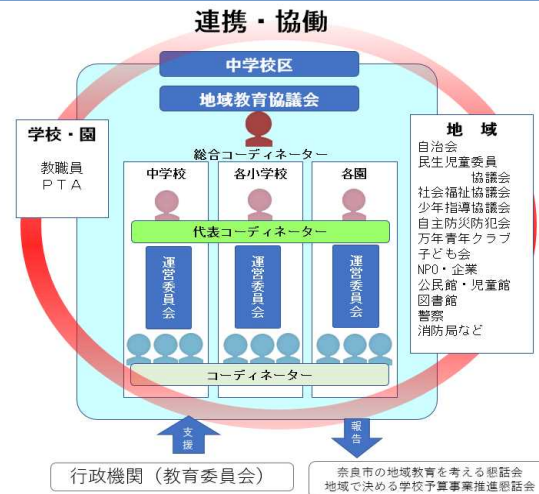 連携・協働
中学校区
地域教育協議会
総合コーディネーター
学校・園
教職員
ＰＴＡ
中学校
各小学校
各園
代表コーディネーター
運営委員会
運営委員会
運営委員会
コーディネーター
地　域
自治会
民生児童委員
協議会
社会福祉協議会
少年指導協議会
自主防災防犯会
万年青年クラブ
子ども会
NPO・企業
公民館・児童館
図書館
警察
消防局など
支援
報告
行政機関（教育委員会）
奈良市の地域教育を考える懇話会
地域で決める学校予算事業推進懇話会